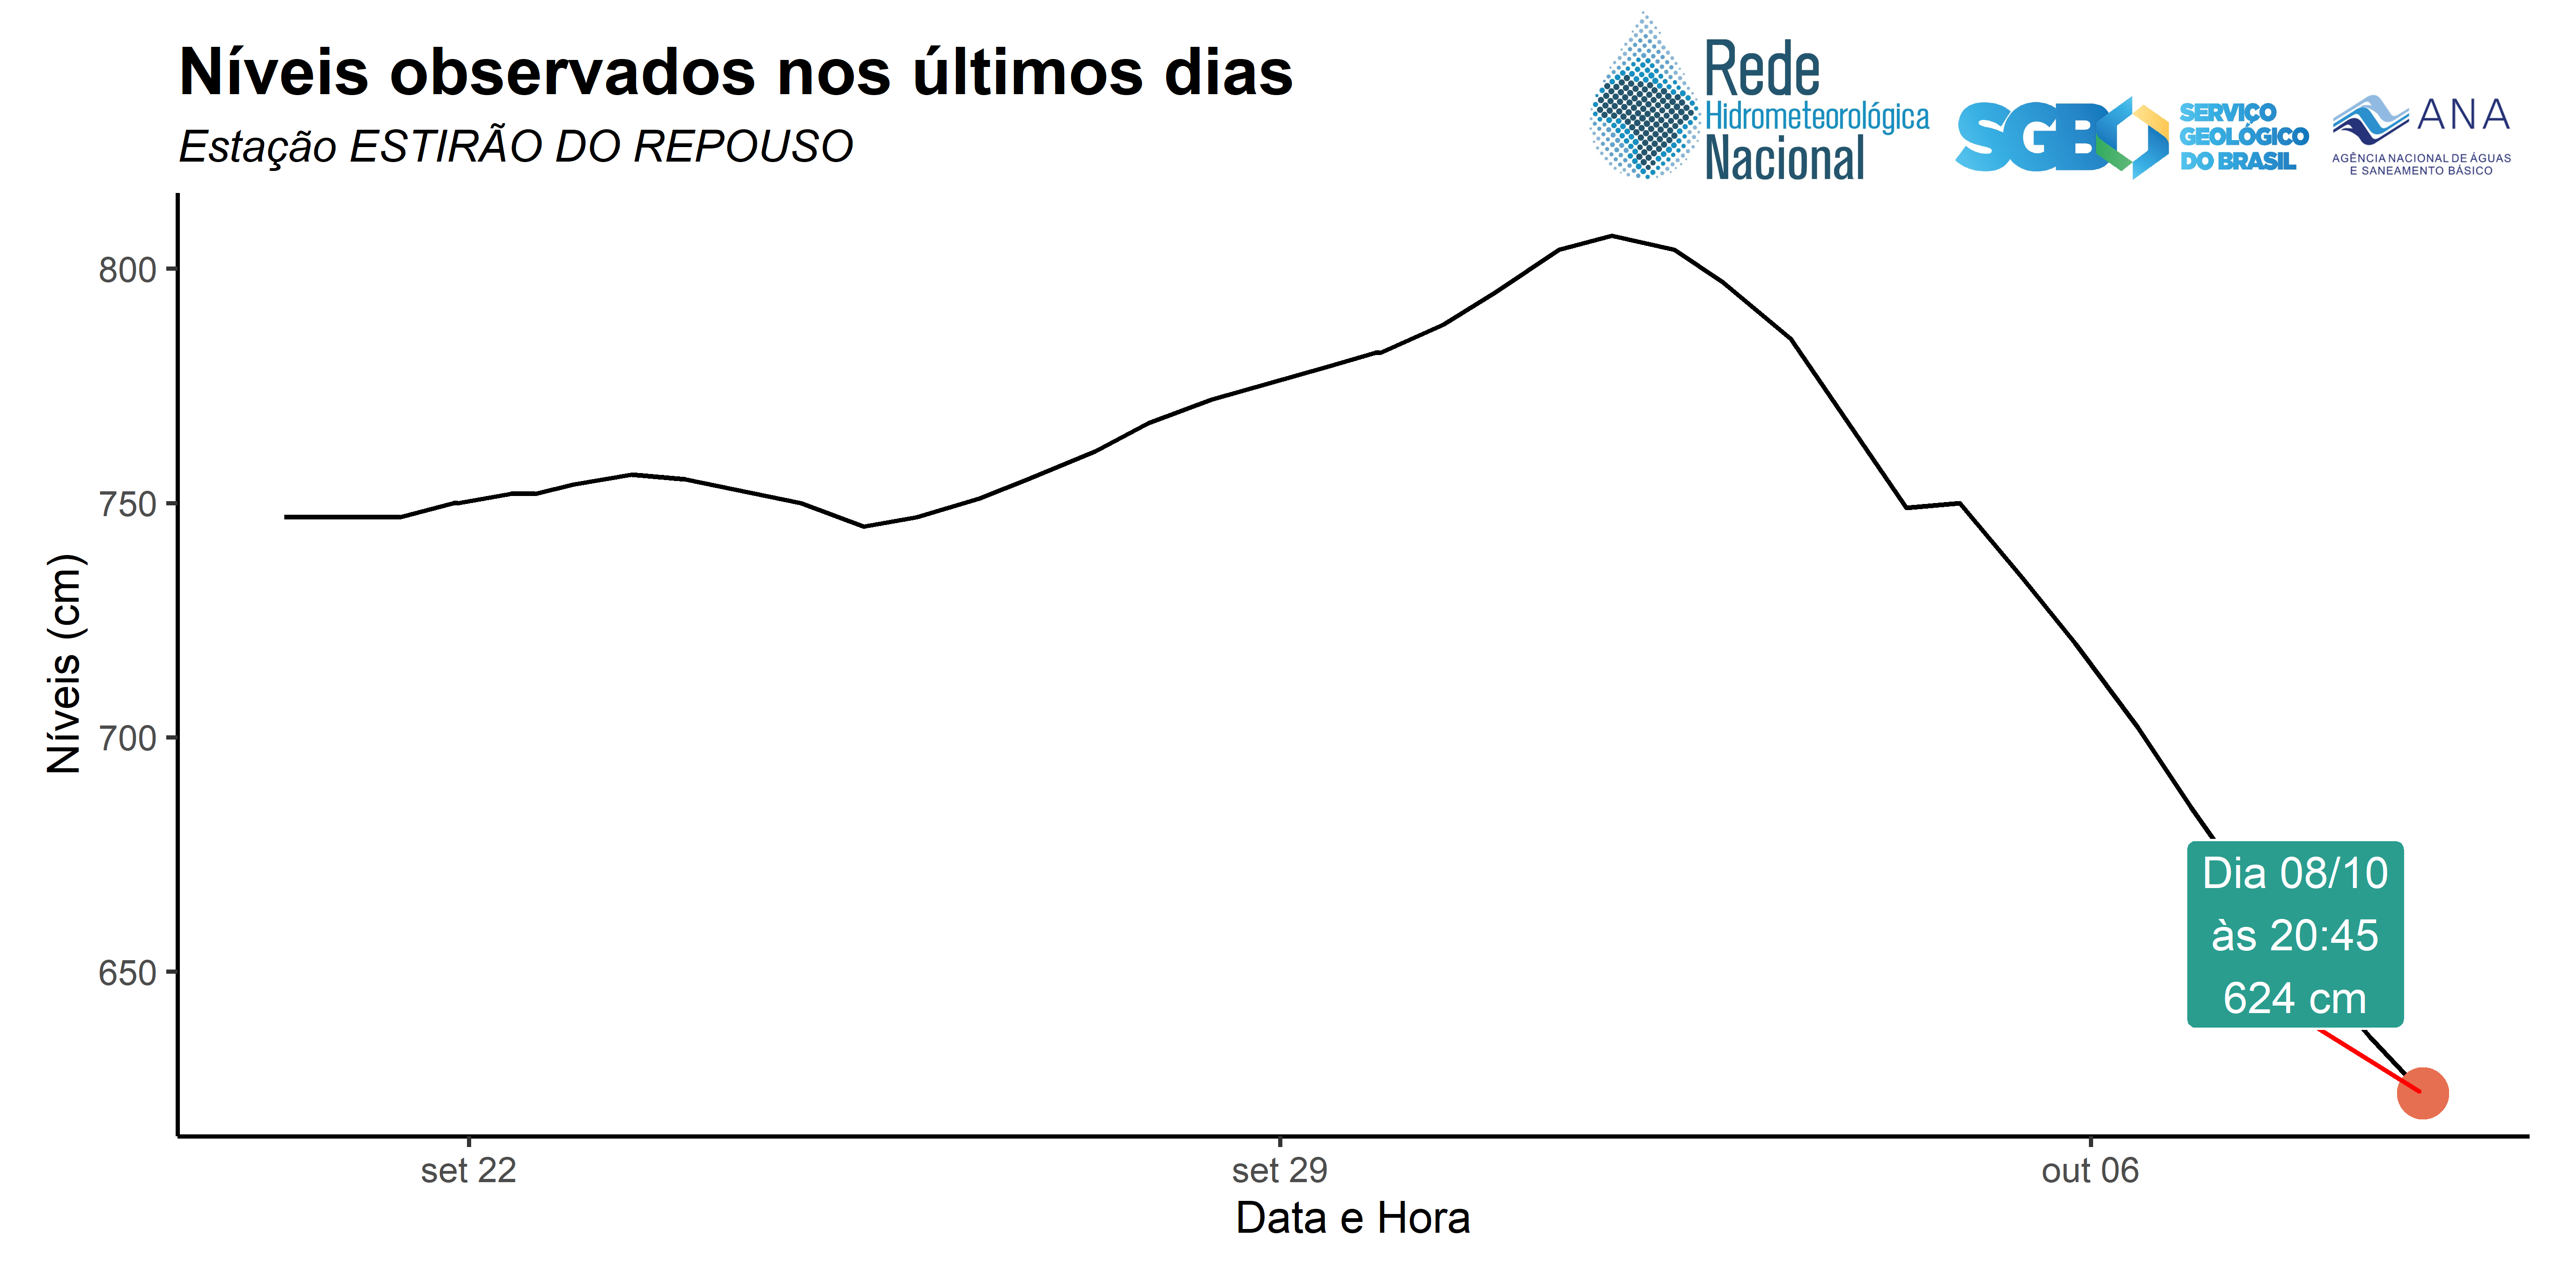 Níveis observados nos últimos dias
Estação ESTIRÃO DO REPOUSO
Rede
Hidrometeorológica
Nacional
SGB
SERVIÇO
GEOLÓGICO
DO BRASIL
ANA
AGÊNCIA NACIONAL DE ÁGUAS
E SANEAMENTO BÁSICO
Níveis (cm)
800
750
700
650
Dia 08/10
às 20:45
624 cm
set 22
set 29
out 06
Data e Hora